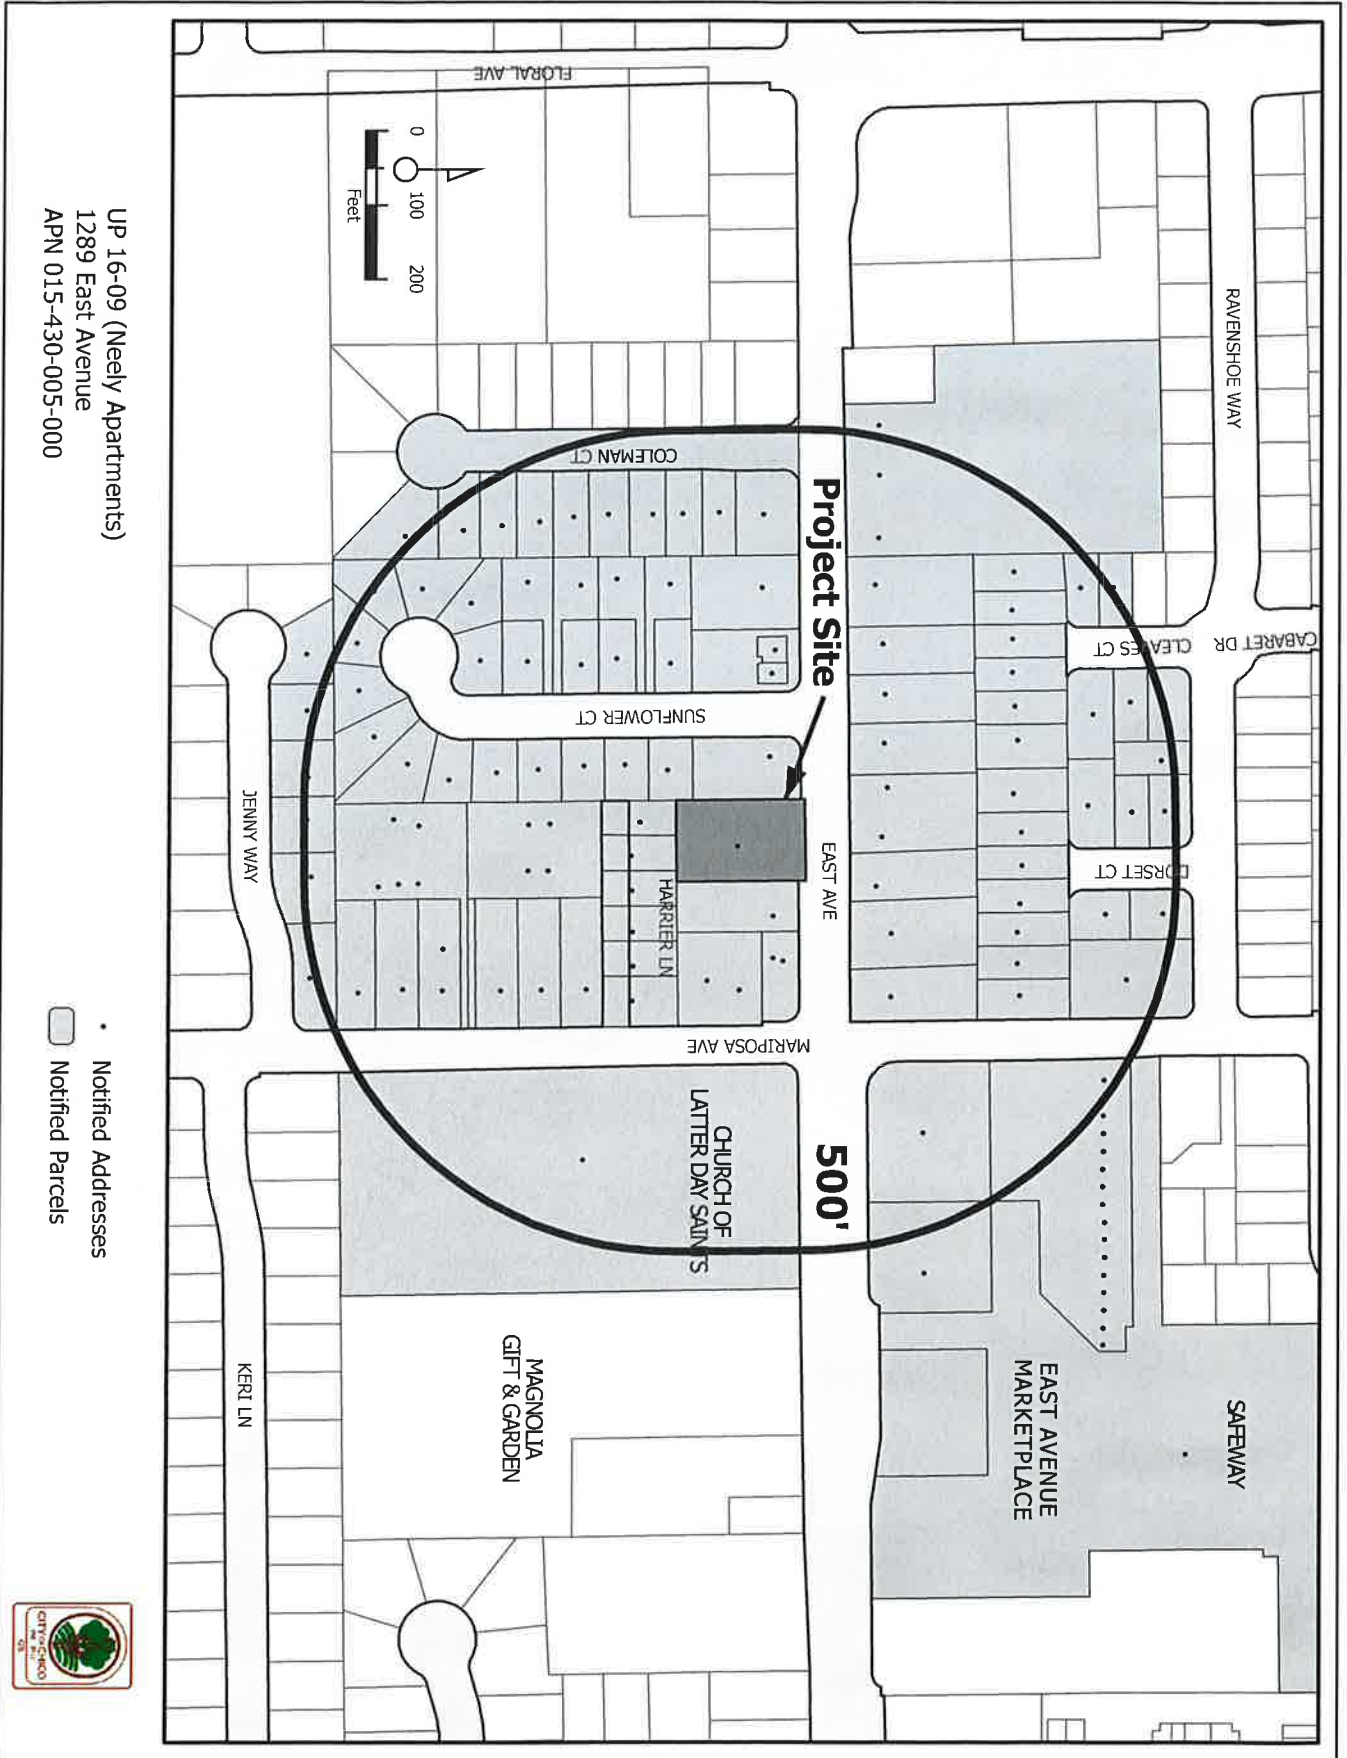 RAVENSHOE WAY
CABARET DR
CLEAVES CT
DORSET CT
SAFEWAY
EAST AVENUE
MARKETPLACE
FLORAL AVE
COLEMAN CT
Project Site
SUNFLOWER CT
EAST AVE
HARRIER LN
MARIPOSA AVE
500'
CHURCH OF
LATTER DAY SAINTS
MAGNOLIA
GIFT & GARDEN
JENNY WAY
KERI LN
0 100 200
Feet
UP 16-09 (Neely Apartments)
1289 East Avenue
APN 015-430-005-000
Notified Addresses
Notified Parcels
CITY OF CHICO